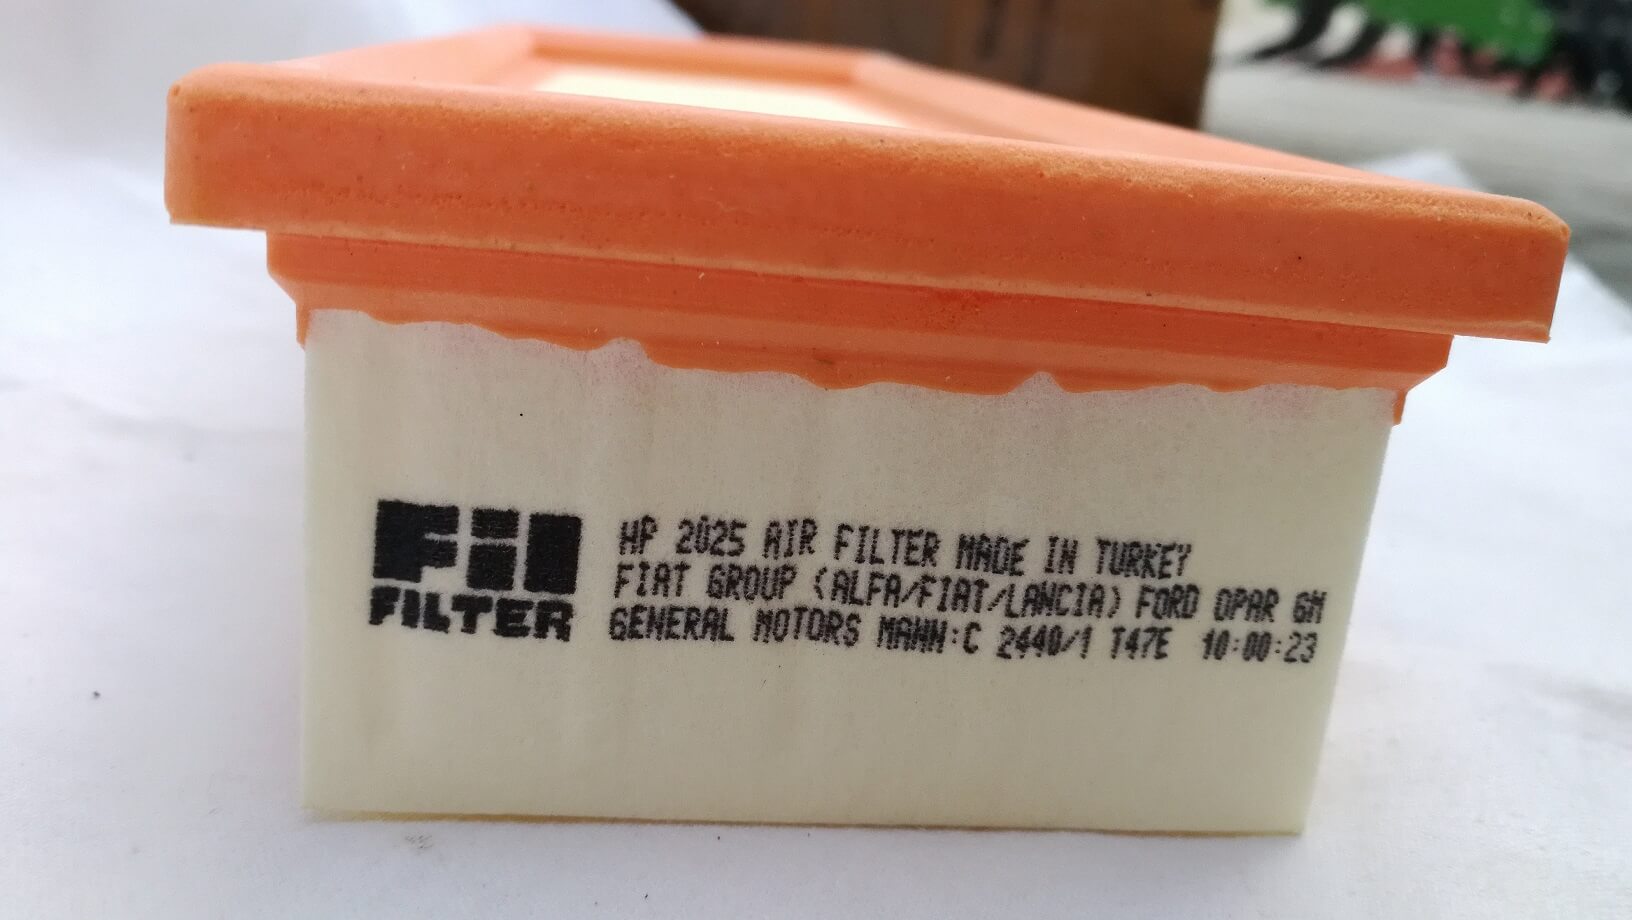 Fil
FILTER
HP 2025 AIR FILTER MADE IN TURKEY
FIAT GROUP (ALFA/FIAT/LANCIA) FORD OPAR GM
GENERAL MOTORS MANN:C 2440/1 T47E 10:00:23